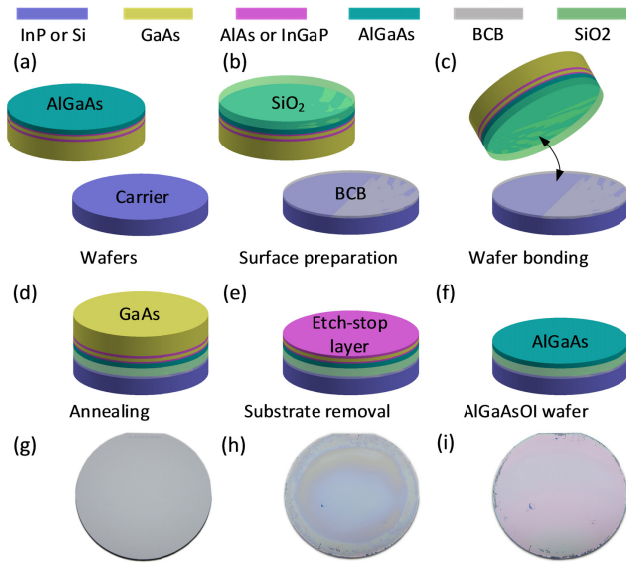 InP or Si
GaAs
AlAs or InGaP
AlGaAs
BCB
SiO2
(a)
(b)
(c)
AlGaAs
SiO₂
Carrier
BCB
Wafers
Surface preparation
Wafer bonding
(d)
(e)
(f)
GaAs
Etch-stop
layer
AlGaAs
Annealing
Substrate removal
AlGaAsOI wafer
(g)
(h)
(i)